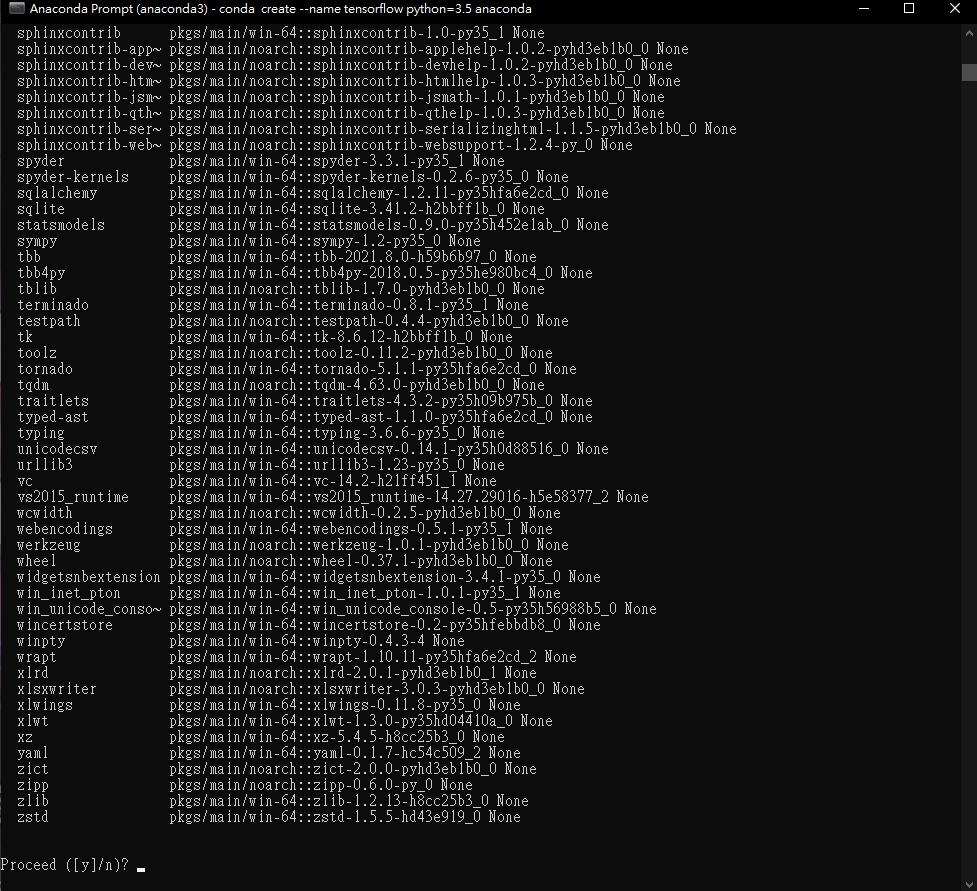 Anaconda Prompt (anaconda3) - conda create --name tensorflow python=3.5 anaconda
sphinxcontrib pkgs/main/win-64::sphinxcontrib-1.0-py35_1 None
sphinxcontrib-app~ pkgs/main/noarch::sphinxcontrib-applehelp-1.0.2-pyhd3eb1b0_0 None
sphinxcontrib-dev~ pkgs/main/noarch::sphinxcontrib-devhelp-1.0.2-pyhd3eb1b0_0 None
sphinxcontrib-htm~ pkgs/main/noarch::sphinxcontrib-htmlhelp-1.0.3-pyhd3eb1b0_0 None
sphinxcontrib-jsm~ pkgs/main/noarch::sphinxcontrib-jsmath-1.0.1-pyhd3eb1b0_0 None
sphinxcontrib-qth~ pkgs/main/noarch::sphinxcontrib-qthelp-1.0.3-pyhd3eb1b0_0 None
sphinxcontrib-ser~ pkgs/main/noarch::sphinxcontrib-serializinghtml-1.1.5-pyhd3eb1b0_0 None
sphinxcontrib-web~ pkgs/main/noarch::sphinxcontrib-websupport-1.2.4-py_0 None
spyder pkgs/main/win-64::spyder-3.3.1-py35_1 None
spyder-kernels pkgs/main/win-64::spyder-kernels-0.2.6-py35_0 None
sqlalchemy pkgs/main/win-64::sqlalchemy-1.2.11-py35hfa6e2cd_0 None
sqlite pkgs/main/win-64::sqlite-3.41.2-h2bbff1b_0 None
statsmodels pkgs/main/win-64::statsmodels-0.9.0-py35h452e1ab_0 None
sympy pkgs/main/win-64::sympy-1.2-py35_0 None
tbb pkgs/main/win-64::tbb-2021.8.0-h59b6b97_0 None
tbb4py pkgs/main/win-64::tbb4py-2018.0.5-py35he980bc4_0 None
tblib pkgs/main/noarch::tblib-1.7.0-pyhd3eb1b0_0 None
terminado pkgs/main/win-64::terminado-0.8.1-py35_1 None
testpath pkgs/main/noarch::testpath-0.4.4-pyhd3eb1b0_0 None
tk pkgs/main/win-64::tk-8.6.12-h2bbff1b_0 None
toolz pkgs/main/noarch::toolz-0.11.2-pyhd3eb1b0_0 None
tornado pkgs/main/win-64::tornado-5.1.1-py35hfa6e2cd_0 None
tqdm pkgs/main/noarch::tqdm-4.63.0-pyhd3eb1b0_0 None
traitlets pkgs/main/win-64::traitlets-4.3.2-py35h09b975b_0 None
typed-ast pkgs/main/win-64::typed-ast-1.1.0-py35hfa6e2cd_0 None
typing pkgs/main/win-64::typing-3.6.6-py35_0 None
unicodecsv pkgs/main/win-64::unicodecsv-0.14.1-py35h0d88516_0 None
urllib3 pkgs/main/win-64::urllib3-1.23-py35_0 None
vc pkgs/main/win-64::vc-14.2-h21ff451_1 None
vs2015_runtime pkgs/main/win-64::vs2015_runtime-14.27.29016-h5e58377_2 None
wcwidth pkgs/main/noarch::wcwidth-0.2.5-pyhd3eb1b0_0 None
webencodings pkgs/main/win-64::webencodings-0.5.1-py35_1 None
werkzeug pkgs/main/noarch::werkzeug-1.0.1-pyhd3eb1b0_0 None
wheel pkgs/main/noarch::wheel-0.37.1-pyhd3eb1b0_0 None
widgetsnbextension pkgs/main/win-64::widgetsnbextension-3.4.1-py35_0 None
win_inet_pton pkgs/main/win-64::win_inet_pton-1.0.1-py35_1 None
win_unicode_conso~ pkgs/main/win-64::win_unicode_console-0.5-py35h56988b5_0 None
wincertstore pkgs/main/win-64::wincertstore-0.2-py35hfebbdb8_0 None
winpty pkgs/main/win-64::winpty-0.4.3-4 None
wrapt pkgs/main/win-64::wrapt-1.10.11-py35hfa6e2cd_2 None
xlrd pkgs/main/noarch::xlrd-2.0.1-pyhd3eb1b0_1 None
xlsxwriter pkgs/main/noarch::xlsxwriter-3.0.3-pyhd3eb1b0_0 None
xlwings pkgs/main/win-64::xlwings-0.11.8-py35_0 None
xlwt pkgs/main/win-64::xlwt-1.3.0-py35hd04410a_0 None
xz pkgs/main/win-64::xz-5.4.5-h8cc25b3_0 None
yaml pkgs/main/win-64::yaml-0.1.7-hc54c509_2 None
zict pkgs/main/noarch::zict-2.0.0-pyhd3eb1b0_0 None
zipp pkgs/main/noarch::zipp-0.6.0-py_0 None
zlib pkgs/main/win-64::zlib-1.2.13-h8cc25b3_0 None
zstd pkgs/main/win-64::zstd-1.5.5-hd43e919_0 None
Proceed ([y]/n)?